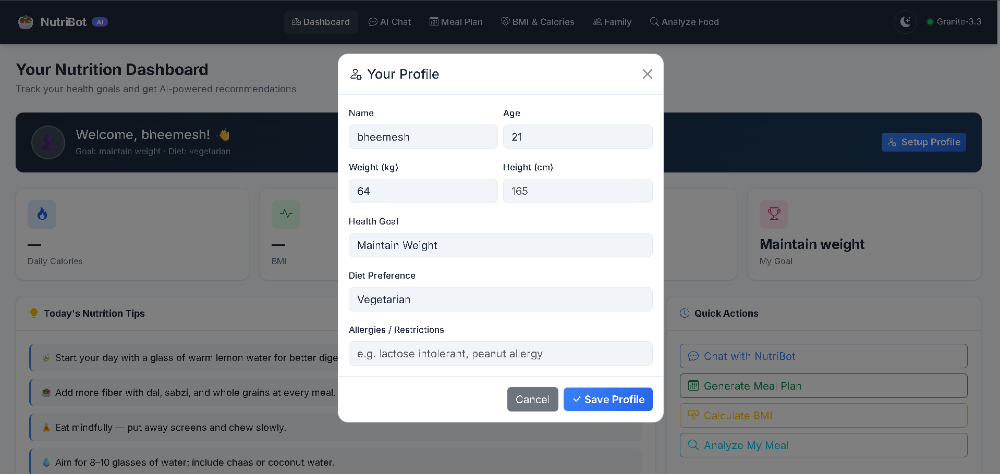 NutriBot AI
Dashboard
AI Chat
Meal Plan
BMI & Calories
Family
Analyze Food
Granite-3.3
Your Nutrition Dashboard
Track your health goals and get AI-powered recommendations
Welcome, bheemesh! 👋
Goal: maintain weight · Diet: vegetarian
Setup Profile
—
Daily Calories
—
BMI
Maintain weight
My Goal
Today's Nutrition Tips
🌿 Start your day with a glass of warm lemon water for better dige
🥗 Add more fiber with dal, sabzi, and whole grains at every meal.
🧘 Eat mindfully — put away screens and chew slowly.
💧 Aim for 8–10 glasses of water; include chaas or coconut water.
Quick Actions
Chat with NutriBot
Generate Meal Plan
Calculate BMI
Analyze My Meal
Your Profile
Name
Age
bheemesh
21
Weight (kg)
Height (cm)
64
165
Health Goal
Maintain Weight
Diet Preference
Vegetarian
Allergies / Restrictions
e.g. lactose intolerant, peanut allergy
Cancel
Save Profile